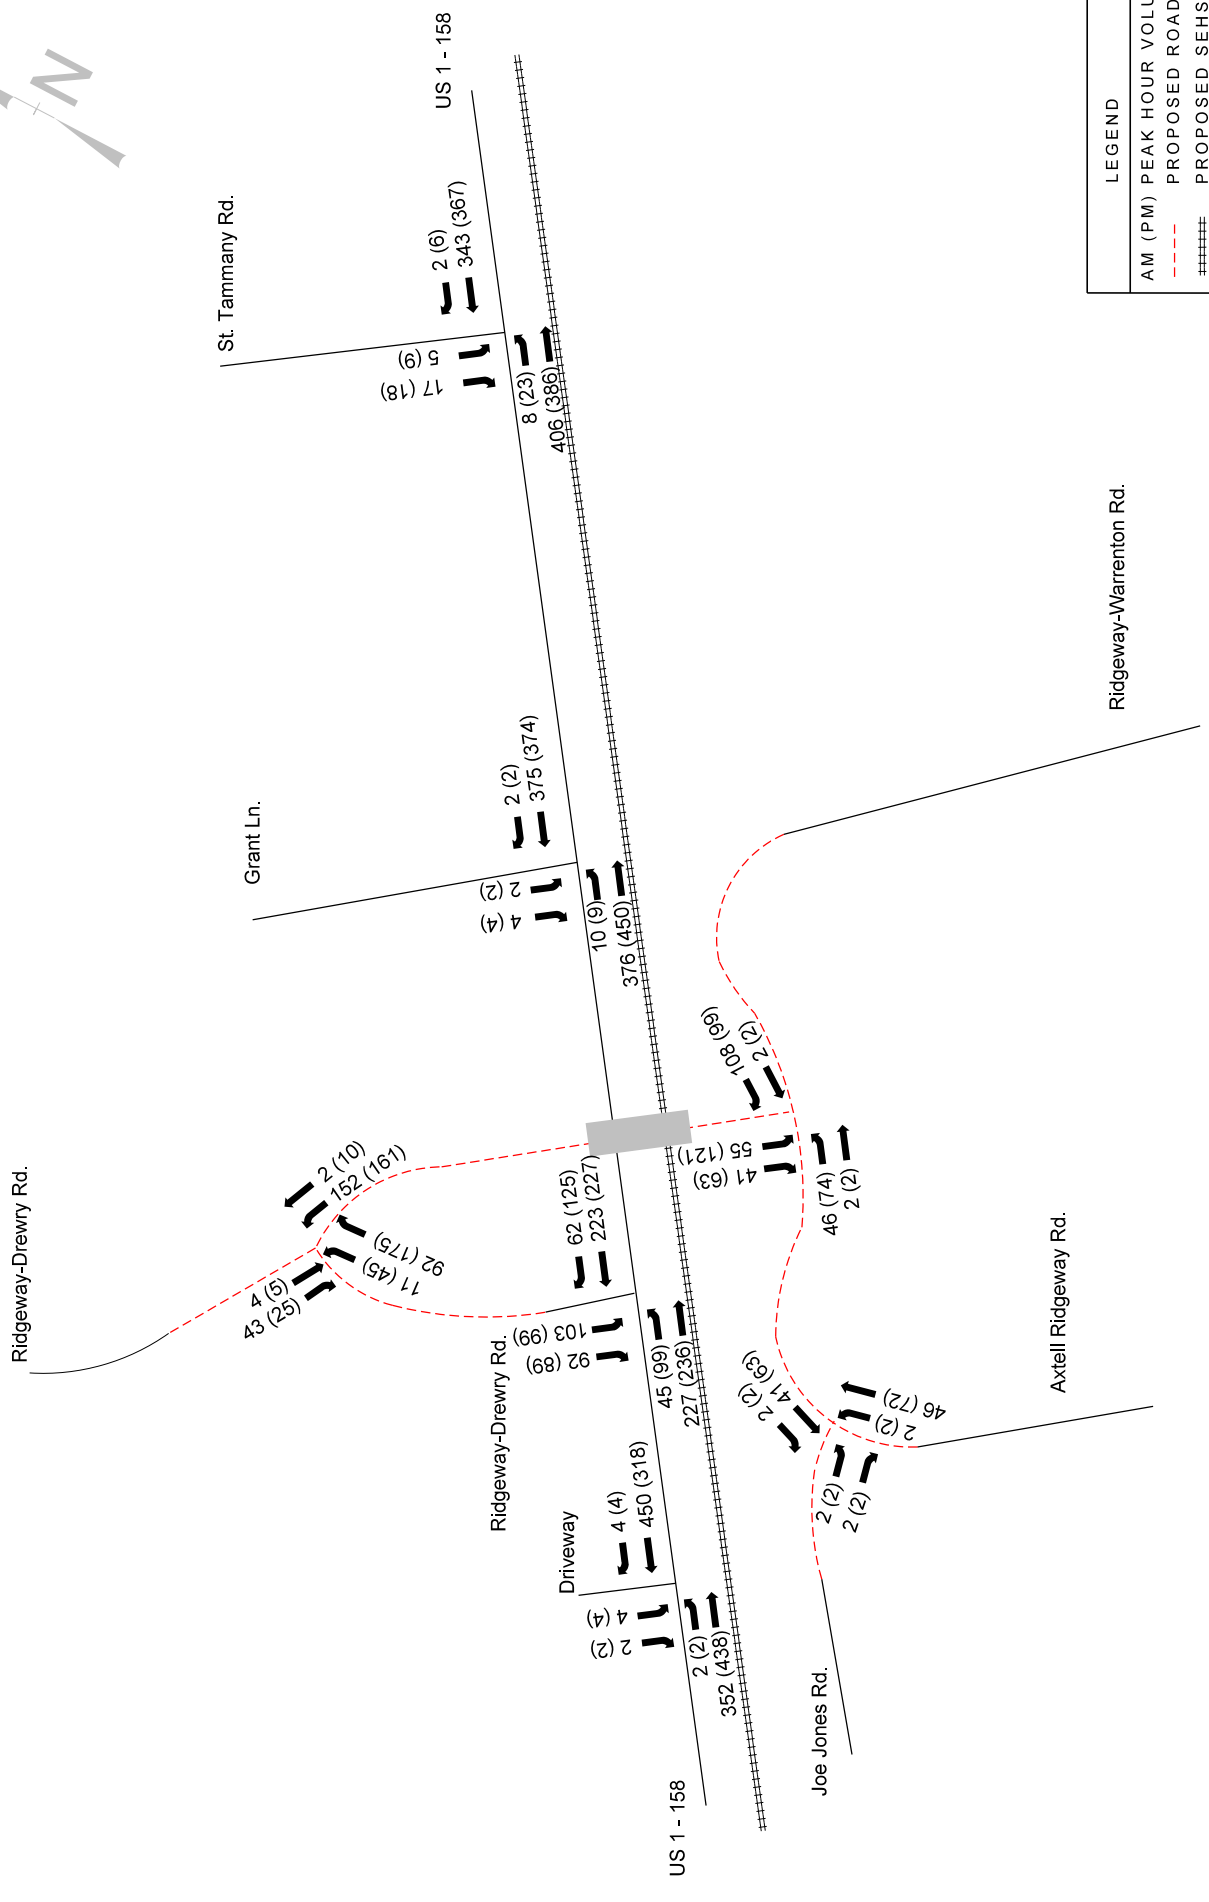 N
US 1 - 158
St. Tammany Rd.
2 (6)
343 (367)
5 (9)
17 (18)
8 (23)
406 (386)
Grant Ln.
2 (2)
375 (374)
2 (2)
4 (4)
10 (9)
376 (450)
Ridgeway-Warrenton Rd.
Ridgeway-Drewry Rd.
2 (10)
152 (161)
92 (175)
11 (45)
4 (5)
43 (25)
62 (125)
223 (227)
Ridgeway-Drewry Rd.
103 (99)
92 (89)
45 (99)
227 (236)
108 (99)
2 (2)
55 (121)
41 (63)
46 (74)
2 (2)
Axtell Ridgeway Rd.
41 (63)
2 (2)
46 (72)
2 (2)
2 (2)
2 (2)
Driveway
4 (4)
450 (318)
4 (4)
2 (2)
2 (2)
352 (438)
Joe Jones Rd.
US 1 - 158
LEGEND
AM (PM) PEAK HOUR
PROPOSED
PROPOSED